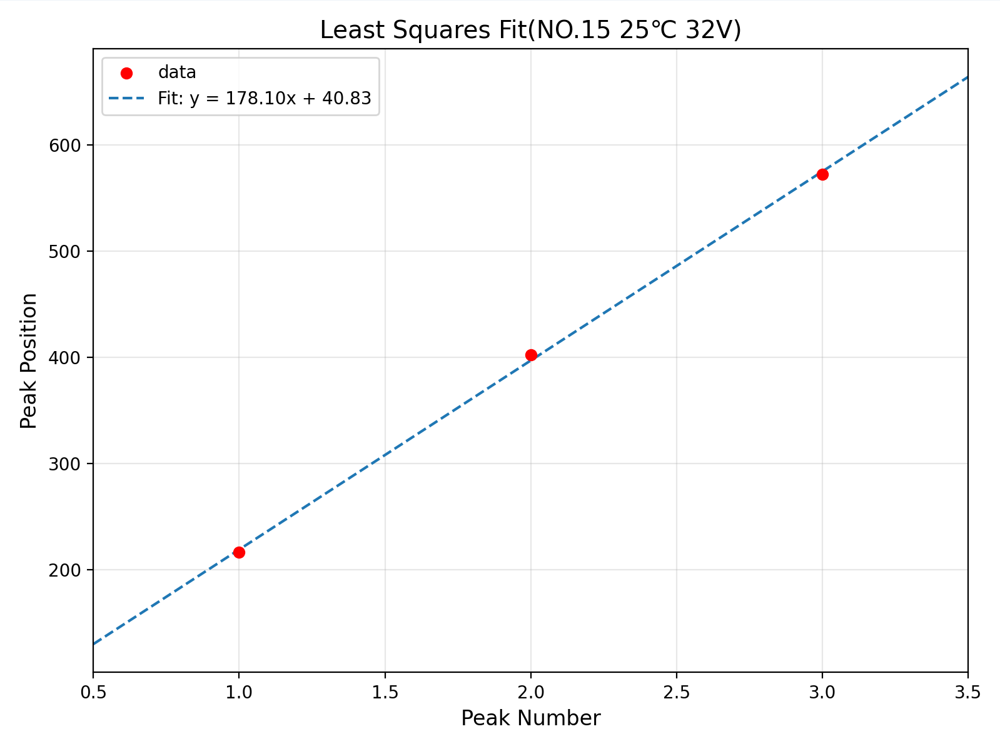 Least Squares Fit(NO.15 25℃ 32V)
data
Fit: y = 178.10x + 40.83
600
500
400
300
200
Peak Position
0.5 1.0 1.5 2.0 2.5 3.0 3.5
Peak Number